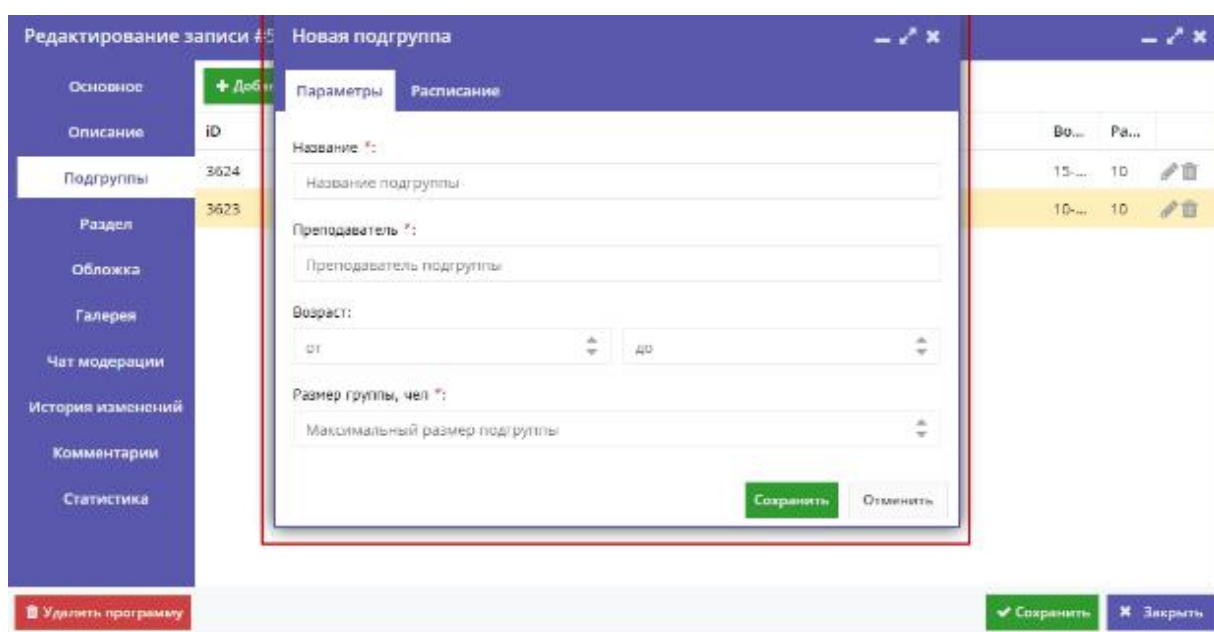 Редактирование записи #5
Новая подгруппа
Основное
Описание
Подгруппы
Раздел
Обложка
Галерея
Чат модерации
История изменений
Комментарии
Статистика
+ Доба
iD
Во... Ра...
3624
15-... 10
3623
10-... 10
Параметры Расписание
Название *:
Название подгруппы
Преподаватель *:
Преподаватель подгруппы
Возраст:
от до
Размер группы, чел *:
Максимальный размер подгруппы
Сохранить Отменить
Удалить программу
Сохранить Закрыть